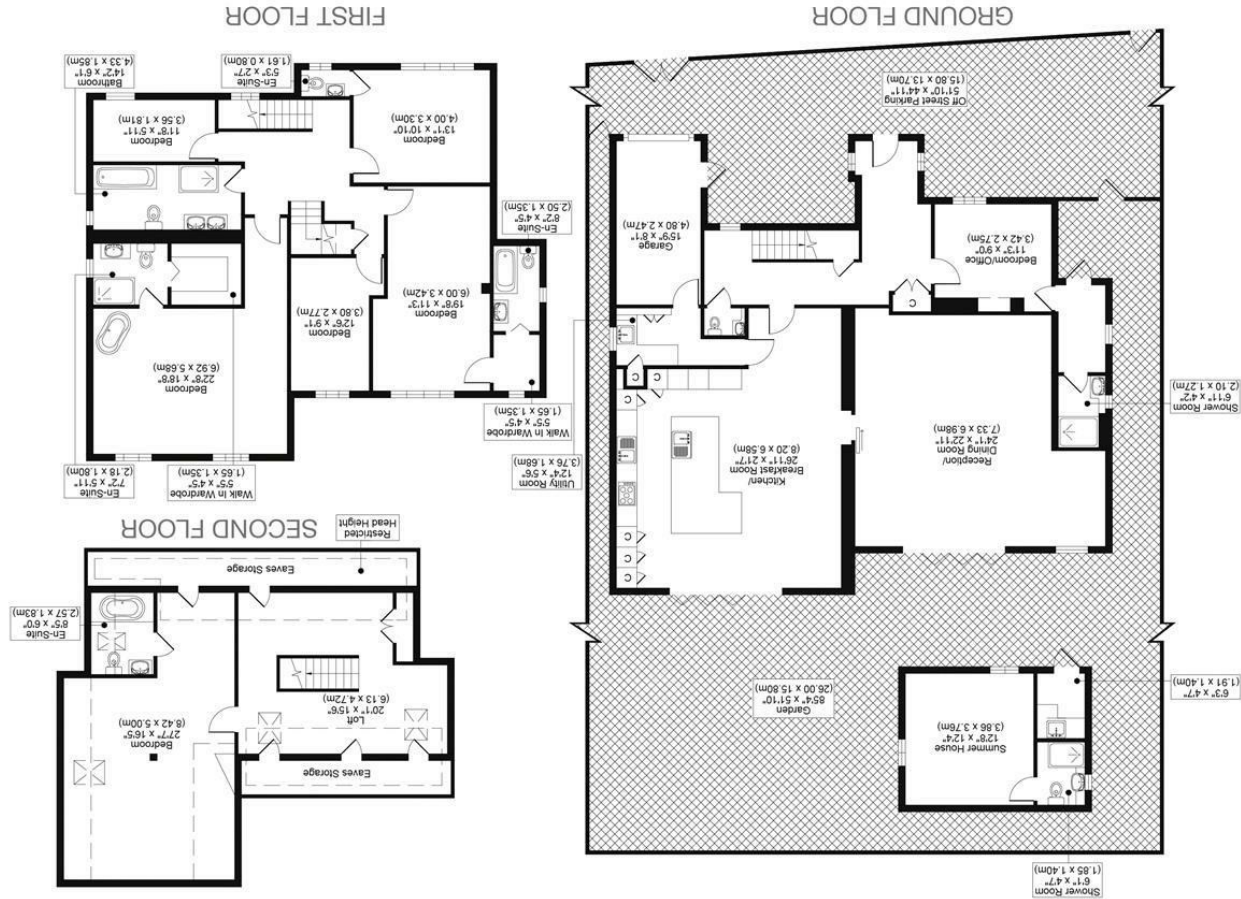 Shower Room
6'1" x 4'7"
(1.85 x 1.40m)
Summer House
12'8" x 12'4"
(3.86 x 3.76m)
6'3" x 4'7"
(1.91 x 1.40m)
Garden
85'4" x 51'10"
(26.00 x 15.80m)
C
C
C
Kitchen/
Breakfast Room
26'11" x 21'7"
(8.20 x 6.58m)
Reception/
Dining Room
24'1" x 22'11"
(7.33 x 6.98m)
Shower Room
6'11" x 4'2"
(2.10 x 1.27m)
C
C
C
Utility Room
12'4" x 5'6"
(3.76 x 1.68m)
C
Bedroom/Office
11'3" x 9'0"
(3.42 x 2.75m)
Garage
15'9" x 8'1"
(4.80 x 2.47m)
Off Street Parking
51'10" x 44'11"
(15.80 x 13.70m)
GROUND FLOOR
Eaves Storage
Bedroom
27'7" x 16'5"
(8.42 x 5.00m)
Loft
20'1" x 15'6"
(6.13 x 4.72m)
En-Suite
8'5" x 6'0"
(2.57 x 1.83m)
Eaves Storage
Restricted
Head Height
SECOND FLOOR
Walk In Wardrobe
5'5" x 4'5"
(1.65 x 1.35m)
En-Suite
7'2" x 5'11"
(2.18 x 1.80m)
Walk In Wardrobe
5'5" x 4'5"
(1.65 x 1.35m)
Bedroom
22'8" x 18'8"
(6.92 x 5.68m)
Bedroom
19'8" x 11'3"
(6.00 x 3.42m)
Bedroom
12'6" x 9'1"
(3.80 x 2.77m)
En-Suite
8'2" x 4'5"
(2.50 x 1.35m)
Bedroom
13'1" x 10'10"
(4.00 x 3.30m)
Bedroom
11'8" x 5'11"
(3.56 x 1.81m)
En-Suite
5'3" x 2'7"
(1.61 x 0.80m)
Bathroom
14'2" x 6'1"
(4.33 x 1.85m)
FIRST FLOOR